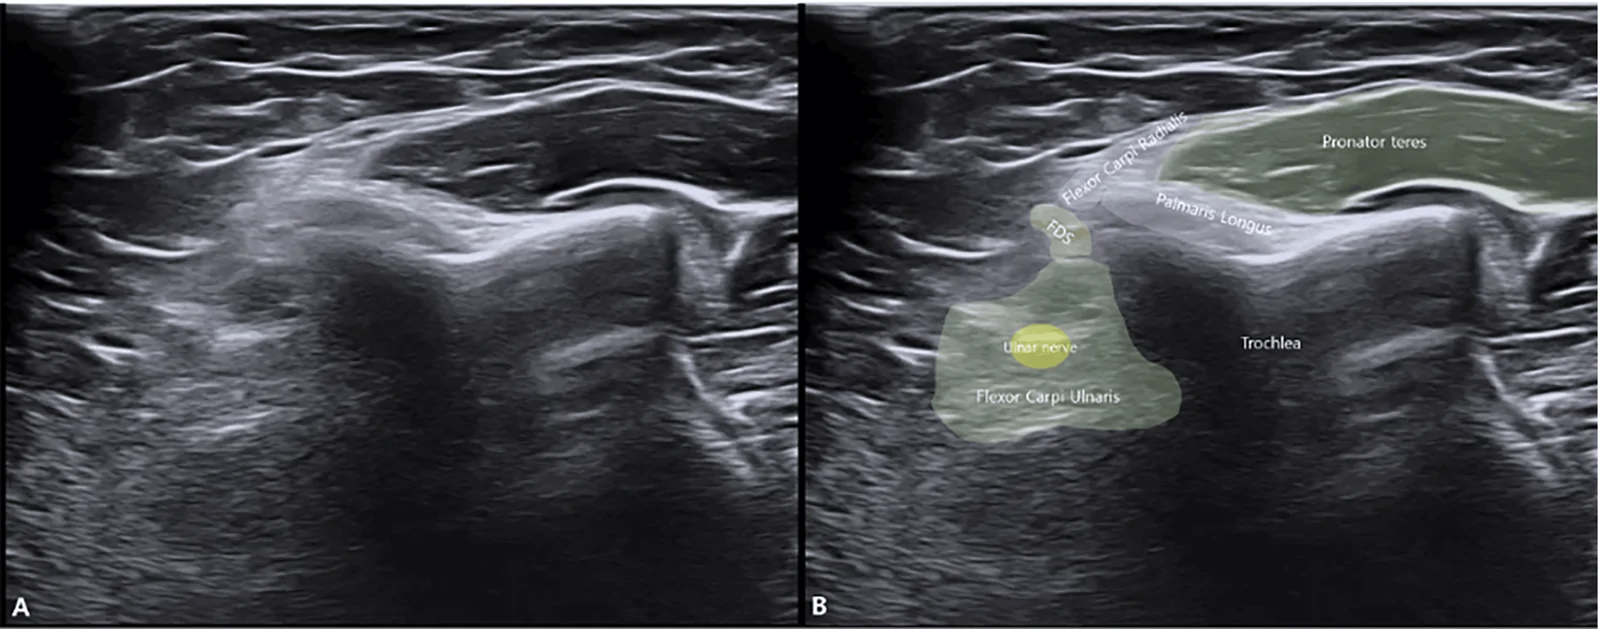 Flexor Carpi Radialis
Pronator teres
Palmaris Longus
FDS
Ulnar nerve
Trochlea
Flexor Carpi Ulnaris
A
B